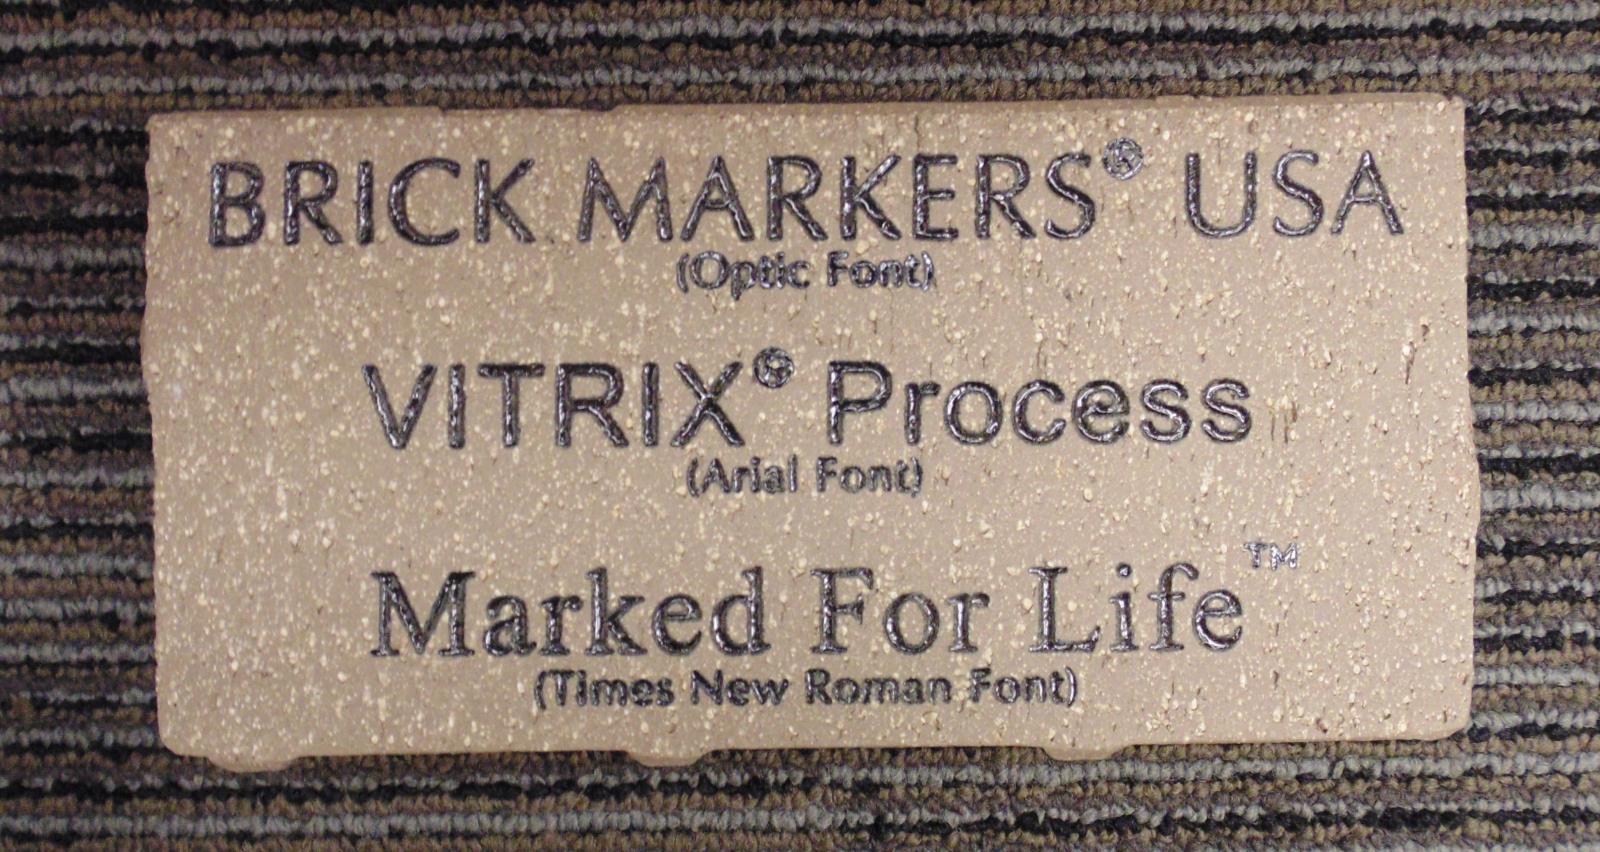 BRICK MARKERS® USA
(Optic Font)
VITRIX® Process
(Arial Font)
Marked For Life™
(Times New Roman Font)